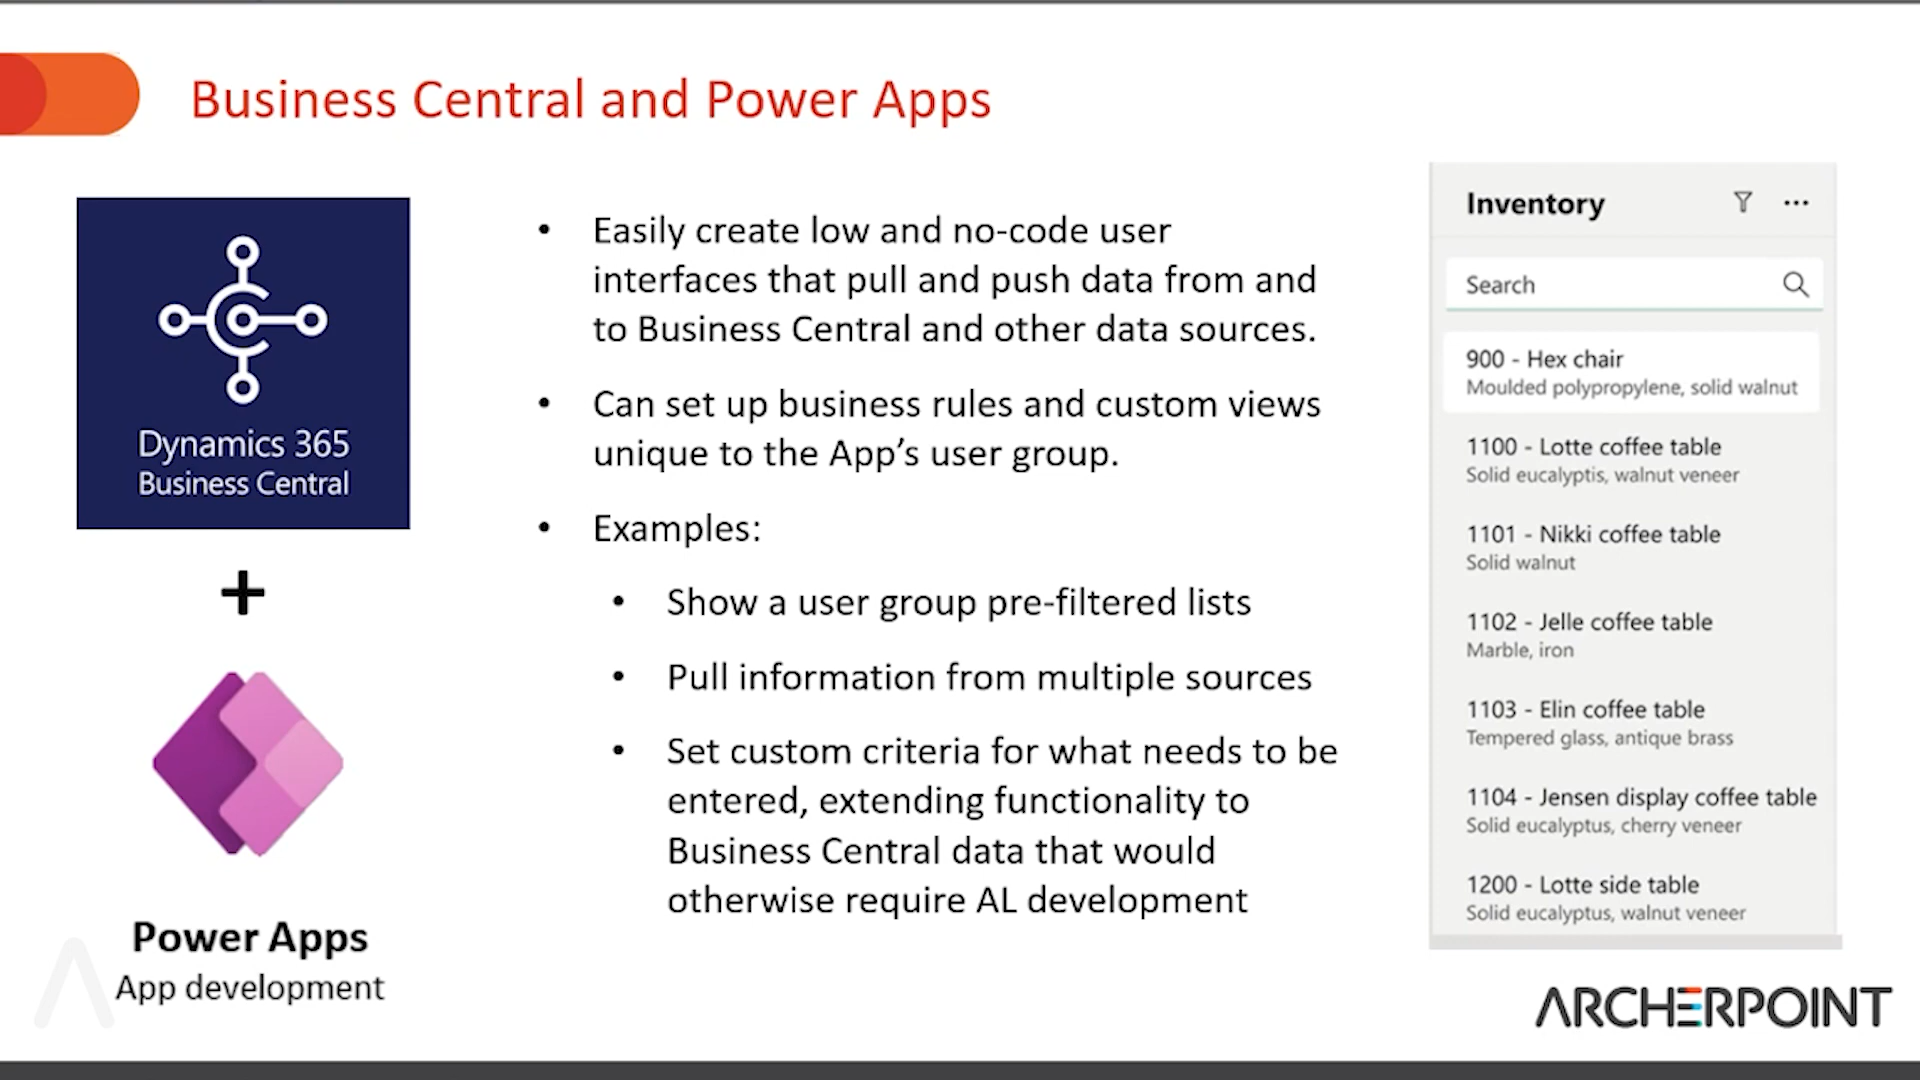 Business Central and Power Apps
Dynamics 365
Business Central
+
Power Apps
App development
• Easily create low and no-code user
interfaces that pull and push data from and
to Business Central and other data sources.
• Can set up business rules and custom views
unique to the App’s user group.
• Examples:
• Show a user group pre-filtered lists
• Pull information from multiple sources
• Set custom criteria for what needs to be
entered, extending functionality to
Business Central data that would
otherwise require AL development
Inventory
Search
900 - Hex chair
Moulded polypropylene, solid walnut
1100 - Lotte coffee table
Solid eucalyptis, walnut veneer
1101 - Nikki coffee table
Solid walnut
1102 - Jelle coffee table
Marble, iron
1103 - Elin coffee table
Tempered glass, antique brass
1104 - Jensen display coffee table
Solid eucalyptus, cherry veneer
1200 - Lotte side table
Solid eucalyptus, walnut veneer
ARCHERPOINT